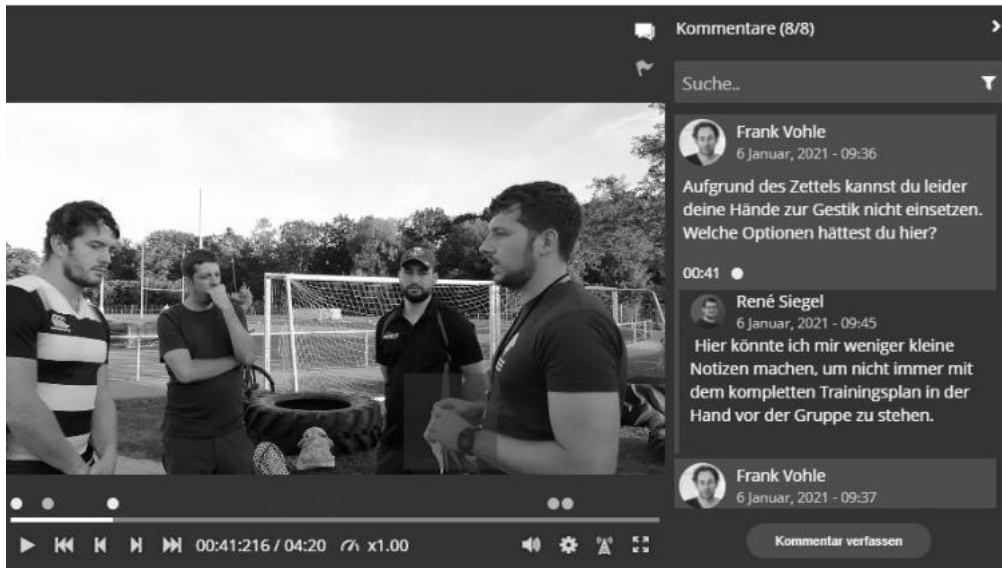 Kommentare (8/8)
Suche..
Frank Vohle
6 Januar, 2021 - 09:36
Aufgrund des Zettels kannst du leider
deine Hände zur Gestik nicht einsetzen.
Welche Optionen hättest du hier?
00:41
René Siegel
6 Januar, 2021 - 09:45
Hier könnte ich mir weniger kleine
Notizen machen, um nicht immer mit
dem kompletten Trainingsplan in der
Hand vor der Gruppe zu stehen.
Frank Vohle
6 Januar, 2021 - 09:37
Kommentar verfassen
00:41:216 / 04:20 x1.00